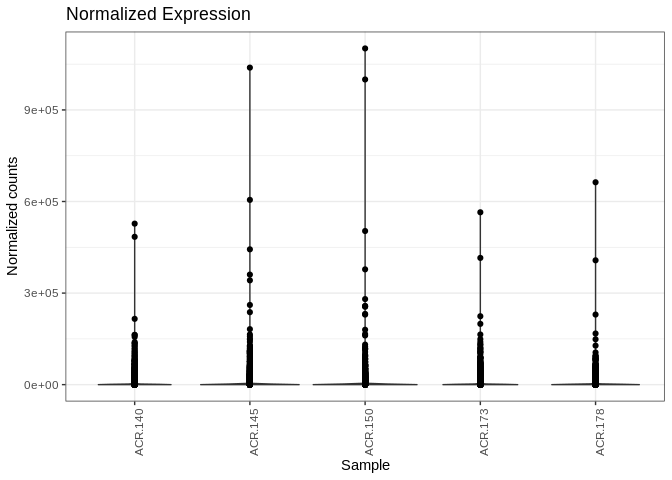 Normalized Expression
Normalized counts
9e+05
6e+05
3e+05
0e+00
ACR.140
ACR.145
ACR.150
ACR.173
ACR.178
Sample